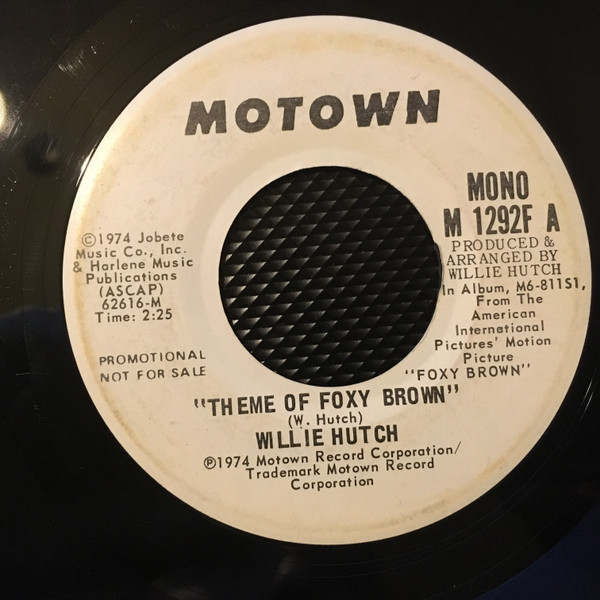 MOTOWN
MONO
M 1292F A
PRODUCED &
ARRANGED BY
WILLIE HUTCH
In Album, M6-811S1,
From The
American
International
Pictures' Motion
Picture
"FOXY BROWN"
©1974 Jobete
Music Co., Inc.
& Harlene Music
Publications
(ASCAP)
62616-M
Time: 2:25
PROMOTIONAL
NOT FOR SALE
"THEME OF FOXY BROWN"
(W. Hutch)
WILLIE HUTCH
℗1974 Motown Record Corporation/
Trademark Motown Record
Corporation